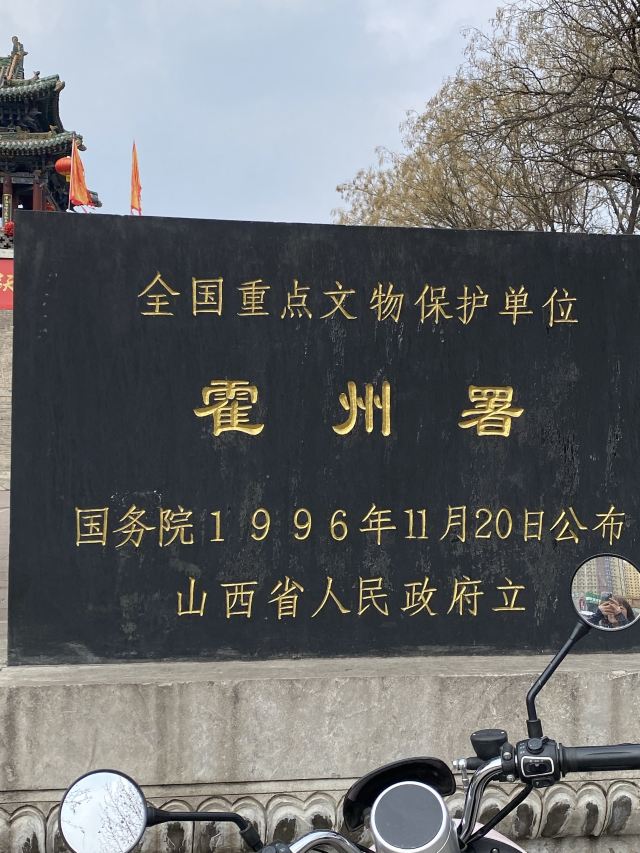 全国重点文物保护单位
霍州署
国务院1996年11月20日公布
山西省人民政府立